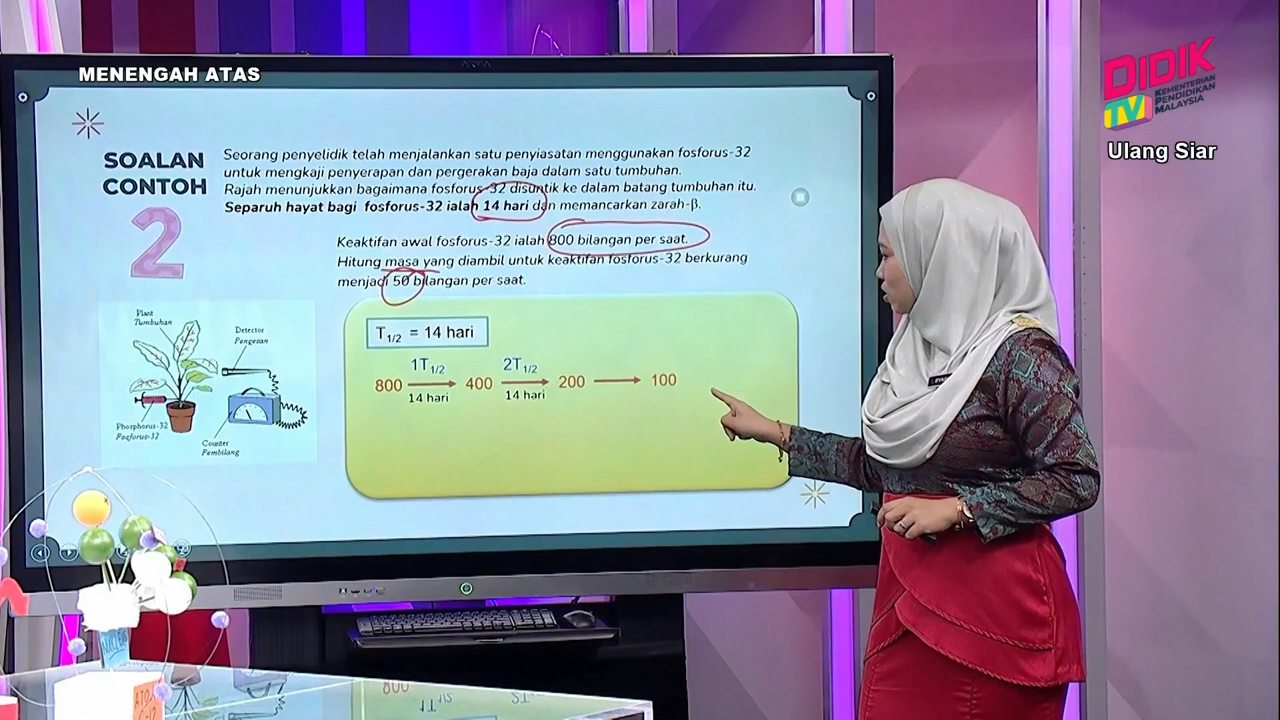 MENENGAH ATAS
DIDIK
TV
KEMENTERIAN
PENDIDIKAN
MALAYSIA
Ulang Siar
SOALAN
CONTOH
2
Seorang penyelidik telah menjalankan satu penyiasatan menggunakan fosforus-32
untuk mengkaji penyerapan dan pergerakan baja dalam satu tumbuhan.
Rajah menunjukkan bagaimana fosforus-32 disuntik ke dalam batang tumbuhan itu.
Separuh hayat bagi fosforus-32 ialah 14 hari dan memancarkan zarah-β.
Keaktifan awal fosforus-32 ialah 800 bilangan per saat.
Hitung masa yang diambil untuk keaktifan fosforus-32 berkurang
menjadi 50 bilangan per saat.
Plant
Tumbuhan
Detector
Pengesan
Phosphorus-32
Fosforus-32
Counter
Pembilang
T1/2 = 14 hari
1T1/2 2T1/2
800 → 400 → 200 → 100
14 hari 14 hari
800
1T1/2 2T